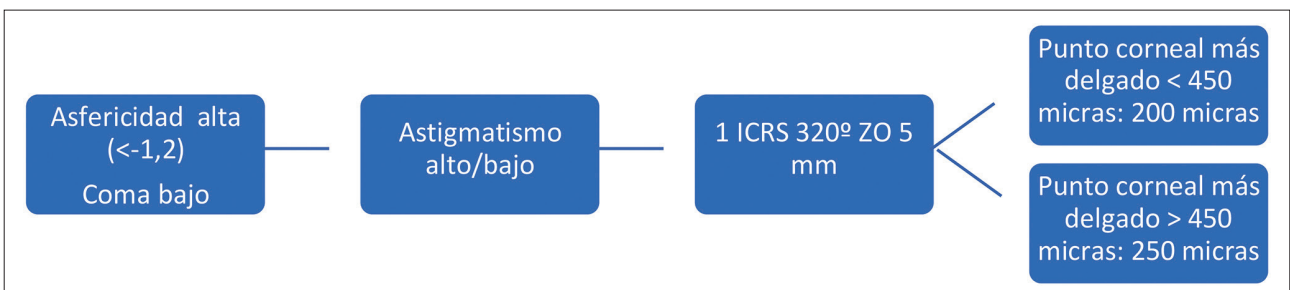 Asfericidad alta
(<-1,2)
Coma bajo
Astigmatismo
alto/bajo
1 ICRS 320º ZO 5
mm
Punto corneal más
delgado < 450
micras: 200 micras
Punto corneal más
delgado > 450
micras: 250 micras